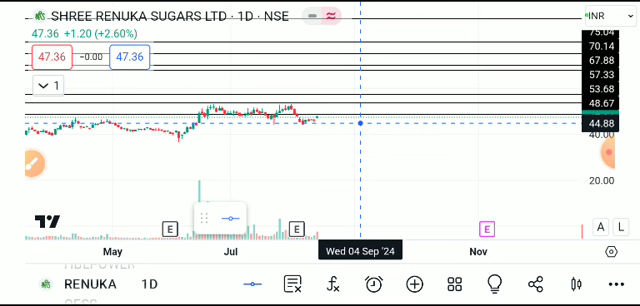 SHREE RENUKA SUGARS LTD · 1D · NSE
INR
47.36 +1.20 (+2.60%)
47.36 −0.00 47.36
1
75.04
70.14
67.88
57.33
53.68
48.67
44.88
40.00
20.00
E E E
A L
May Jul Wed 04 Sep '24 Nov
RENUKA 1D